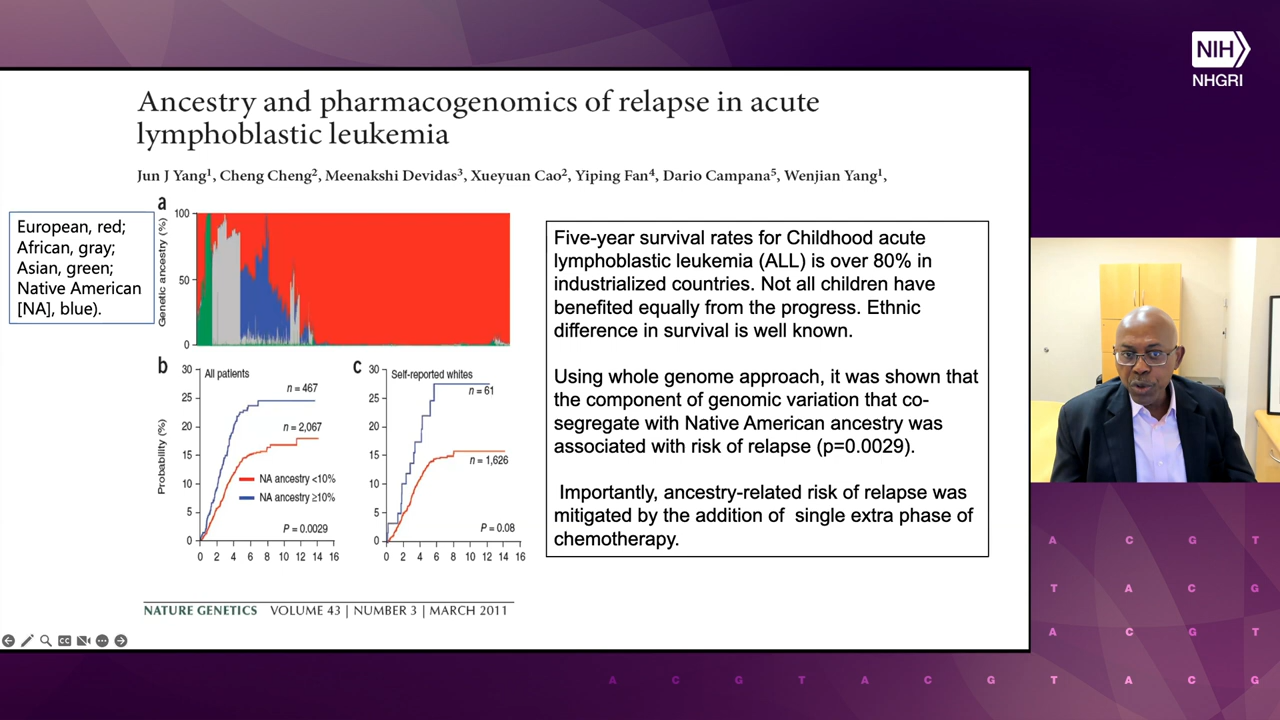 NIH
NHGRI
Ancestry and pharmacogenomics of relapse in acute
lymphoblastic leukemia
Jun J Yang1, Cheng Cheng2, Meenakshi Devidas3, Xueyuan Cao2, Yiping Fan4, Dario Campana5, Wenjian Yang1,
European, red;
African, gray;
Asian, green;
Native American
[NA], blue).
a
Genetic ancestry (%)
100
50
0
b
All patients
Probability (%)
30
25
20
15
10
5
0
n = 467
n = 2,067
NA ancestry <10%
NA ancestry ≥10%
P = 0.0029
0 2 4 6 8 10 12 14 16
c
Self-reported whites
30
25
20
15
10
5
0
n = 61
n = 1,626
P = 0.08
0 2 4 6 8 10 12 14 16
Five-year survival rates for Childhood acute
lymphoblastic leukemia (ALL) is over 80% in
industrialized countries. Not all children have
benefited equally from the progress. Ethnic
difference in survival is well known.
Using whole genome approach, it was shown that
the component of genomic variation that co-
segregate with Native American ancestry was
associated with risk of relapse (p=0.0029).
Importantly, ancestry-related risk of relapse was
mitigated by the addition of single extra phase of
chemotherapy.
NATURE GENETICS VOLUME 43 | NUMBER 3 | MARCH 2011
CC
A C G T
T A C G
A C G T
A C G T A C G T A C G